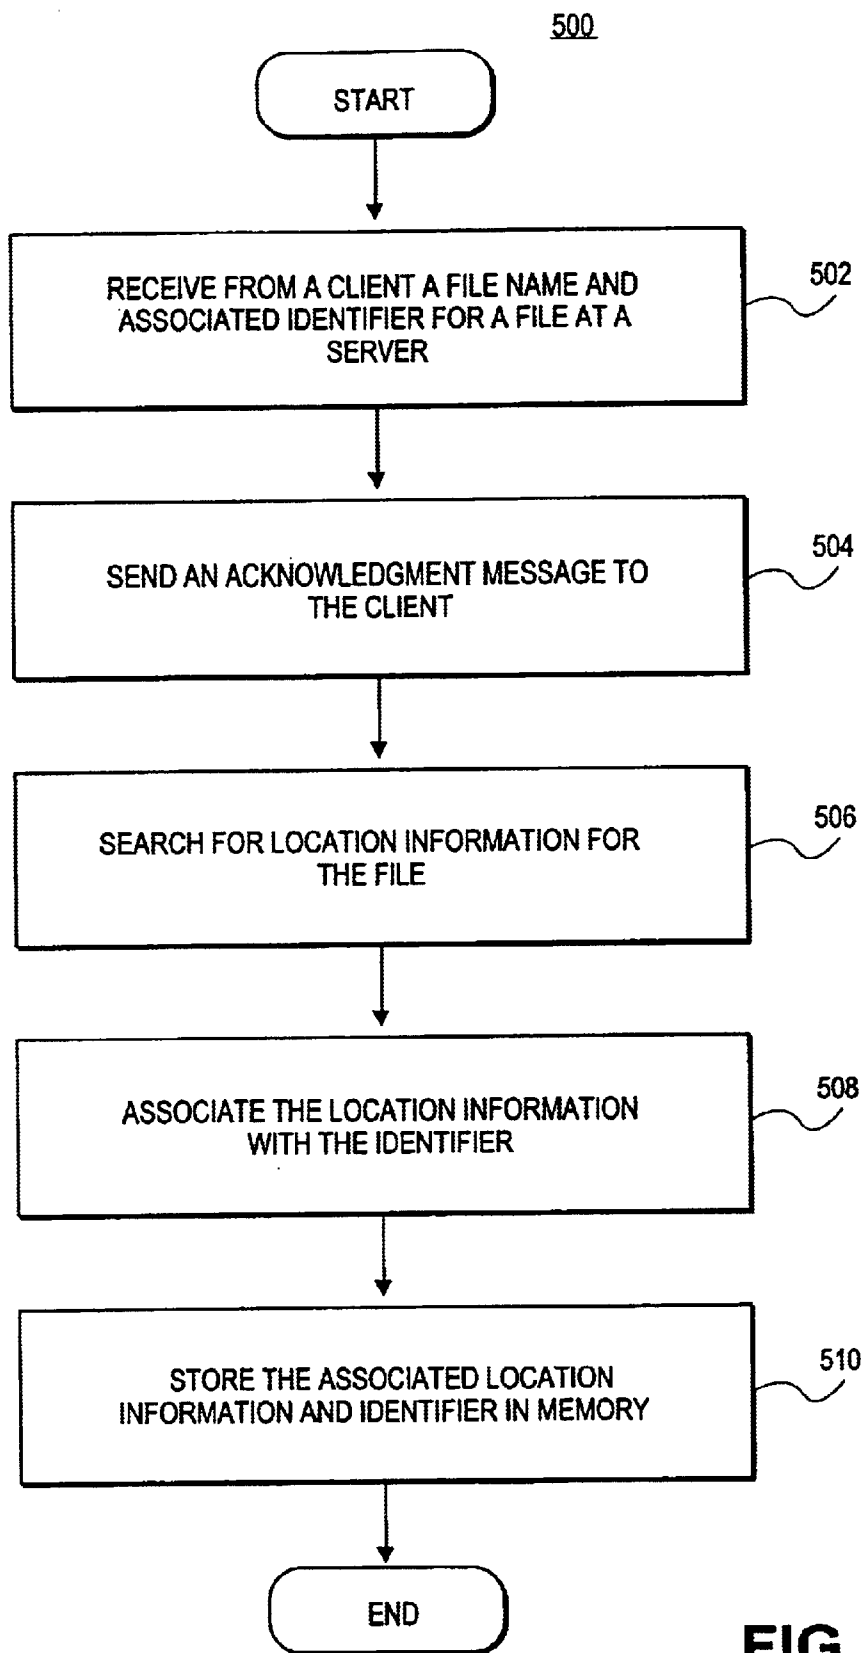 500
START
RECEIVE FROM A CLIENT A FILE NAME AND
ASSOCIATED IDENTIFIER FOR A FILE AT A
SERVER
502
SEND AN ACKNOWLEDGMENT MESSAGE TO
THE CLIENT
504
SEARCH FOR LOCATION INFORMATION FOR
THE FILE
506
ASSOCIATE THE LOCATION INFORMATION
WITH THE IDENTIFIER
508
STORE THE ASSOCIATED LOCATION
INFORMATION AND IDENTIFIER IN MEMORY
510
END
FIG